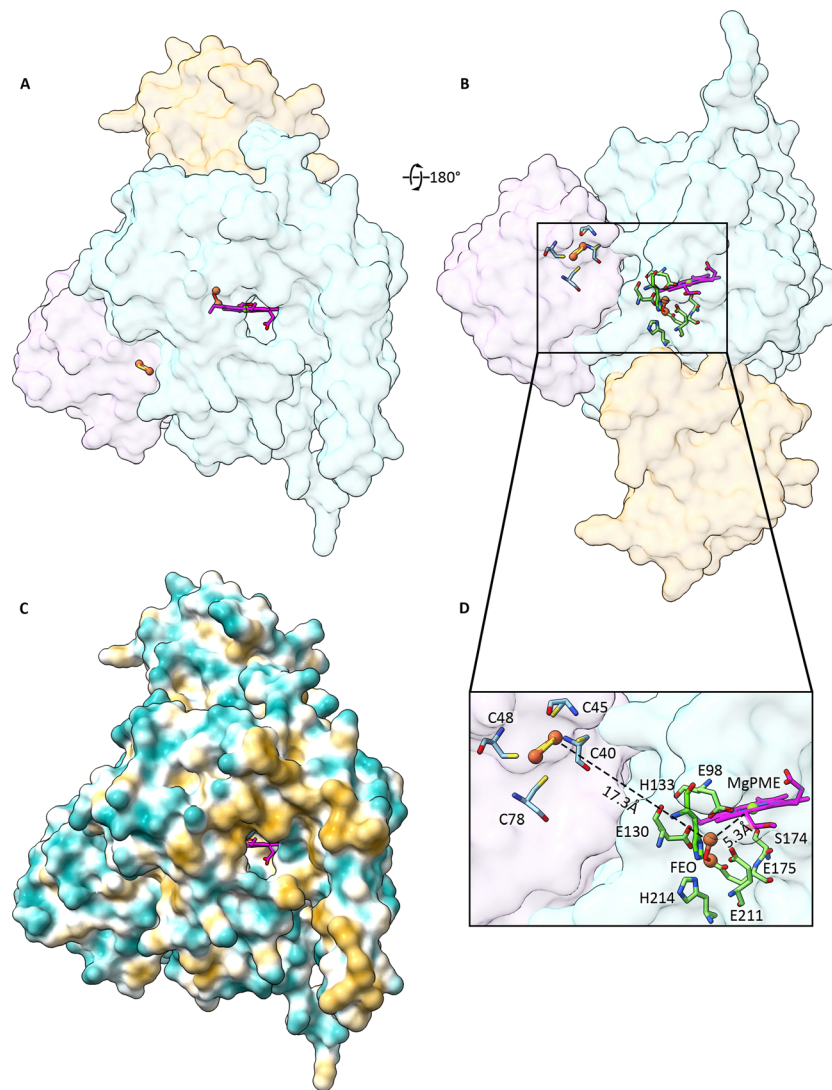 A
B
180°
C
D
C45
C48
C40
E98
H133
MgPME
17.3Å
C78
E130
5.3Å
S174
FEO
E175
H214
E211